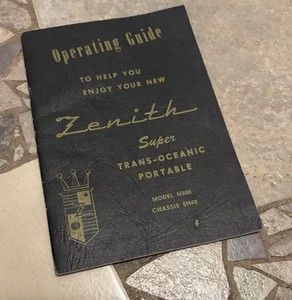 Operating Guide
TO HELP YOU
ENJOY YOUR NEW
Zenith
Super
TRANS-OCEANIC
PORTABLE
MODEL H500
CHASSIS 5H40